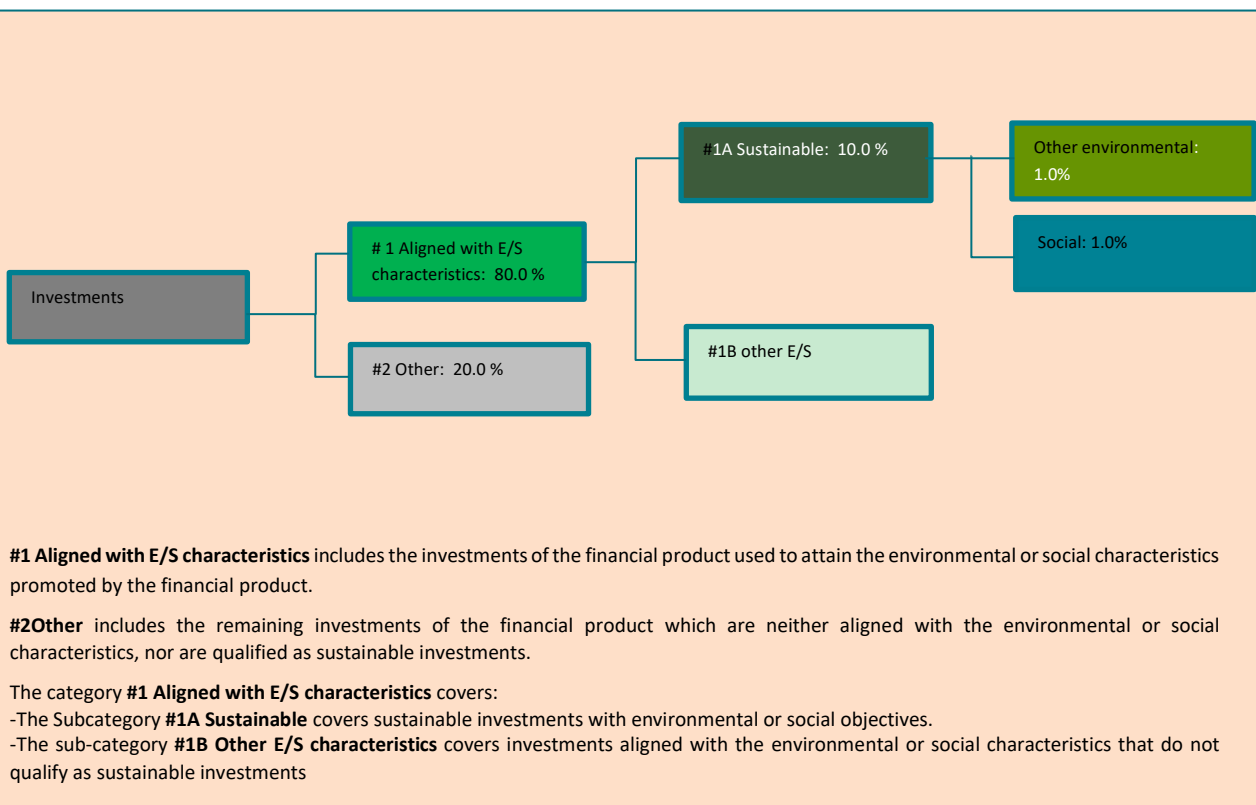 #1A Sustainable: 10.0 %
Other environmental:
1.0%
# 1 Aligned with E/S
characteristics: 80.0 %
Social: 1.0%
Investments
#2 Other: 20.0 %
#1B other E/S
#1 Aligned with E/S characteristics includes the investments of the financial product used to attain the environmental or social characteristics
promoted by the financial product.
#2Other includes the remaining investments of the financial product which are neither aligned with the environmental or social
characteristics, nor are qualified as sustainable investments.
The category #1 Aligned with E/S characteristics covers:
-The Subcategory #1A Sustainable covers sustainable investments with environmental or social objectives.
-The sub-category #1B Other E/S characteristics covers investments aligned with the environmental or social characteristics that do not
qualify as sustainable investments